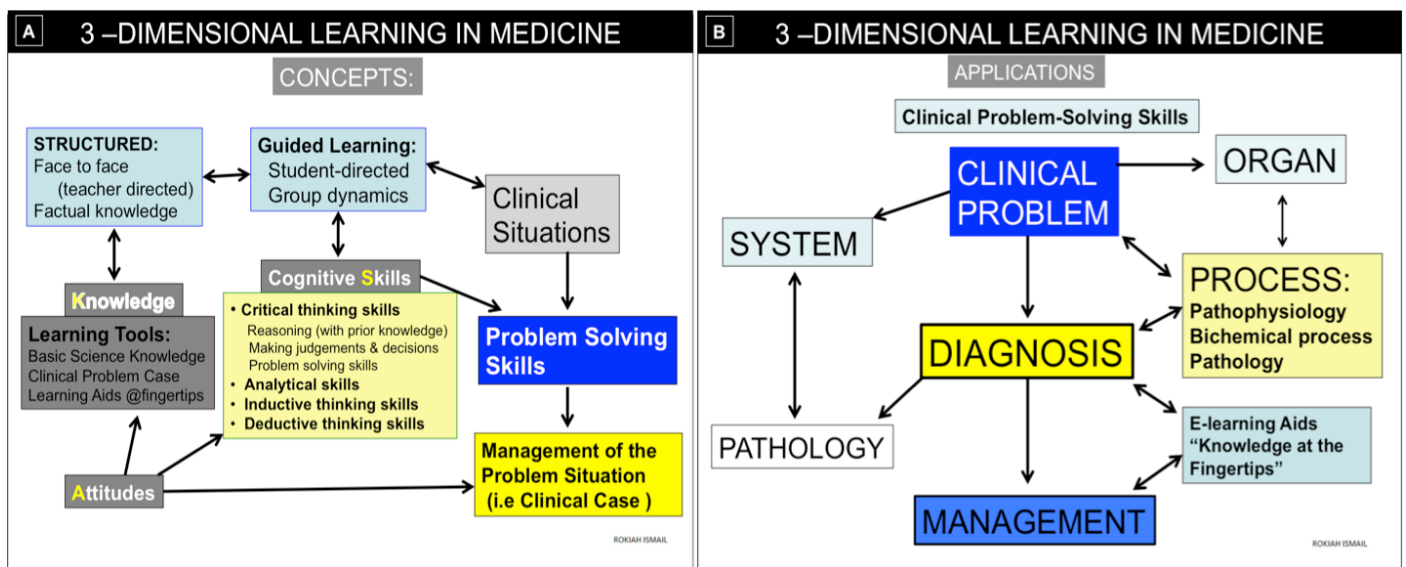 A
3 –DIMENSIONAL LEARNING IN MEDICINE
CONCEPTS:
STRUCTURED:
Face to face
(teacher directed)
Factual knowledge
Guided Learning:
Student-directed
Group dynamics
Clinical
Situations
Knowledge
Learning Tools:
Basic Science Knowledge
Clinical Problem Case
Learning Aids @fingertips
Cognitive Skills
• Critical thinking skills
Reasoning (with prior knowledge)
Making judgements & decisions
Problem solving skills
• Analytical skills
• Inductive thinking skills
• Deductive thinking skills
Problem Solving
Skills
Attitudes
Management of the
Problem Situation
(i.e Clinical Case )
ROKIAH ISMAIL
B
3 –DIMENSIONAL LEARNING IN MEDICINE
APPLICATIONS
Clinical Problem-Solving Skills
CLINICAL
PROBLEM
ORGAN
SYSTEM
PROCESS:
Pathophysiology
Bichemical process
Pathology
DIAGNOSIS
PATHOLOGY
E-learning Aids
“Knowledge at the
Fingertips”
MANAGEMENT
ROKIAH ISMAIL